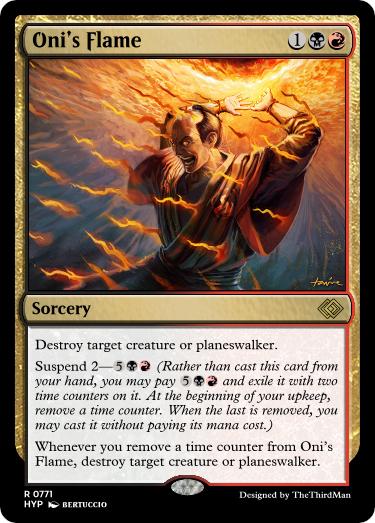 Oni's Flame 1
Sorcery
Destroy target creature or planeswalker.
Suspend 2—5 (Rather than cast this card from
your hand, you may pay 5 and exile it with two
time counters on it. At the beginning of your upkeep,
remove a time counter. When the last is removed, you
may cast it without paying its mana cost.)
Whenever you remove a time counter from Oni's
Flame, destroy target creature or planeswalker.
R 0771
HYP BERTUCCIO
Designed by TheThirdMan